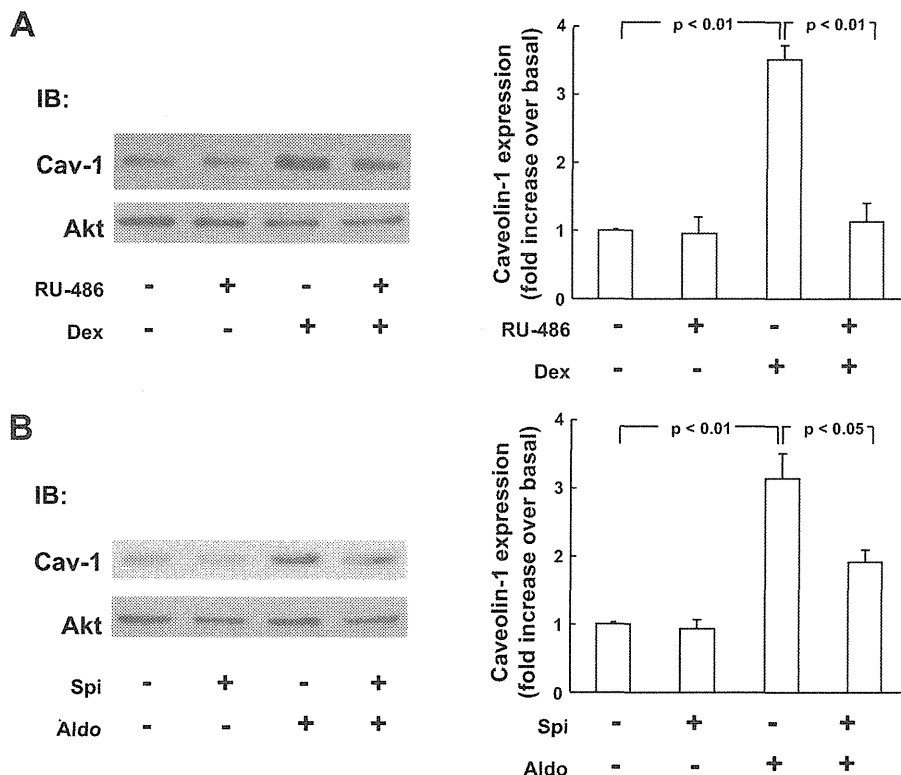 A
IB:
Cav-1
Akt
RU-486 - + - +
Dex - - + +
p < 0.01 p < 0.01
Caveolin-1 expression
(fold increase over basal)
4
3
2
1
0
RU-486 - + - +
Dex - - + +
B
IB:
Cav-1
Akt
Spi - + - +
Aldo - - + +
p < 0.01 p < 0.05
Caveolin-1 expression
(fold increase over basal)
4
3
2
1
0
Spi - + - +
Aldo - - + +